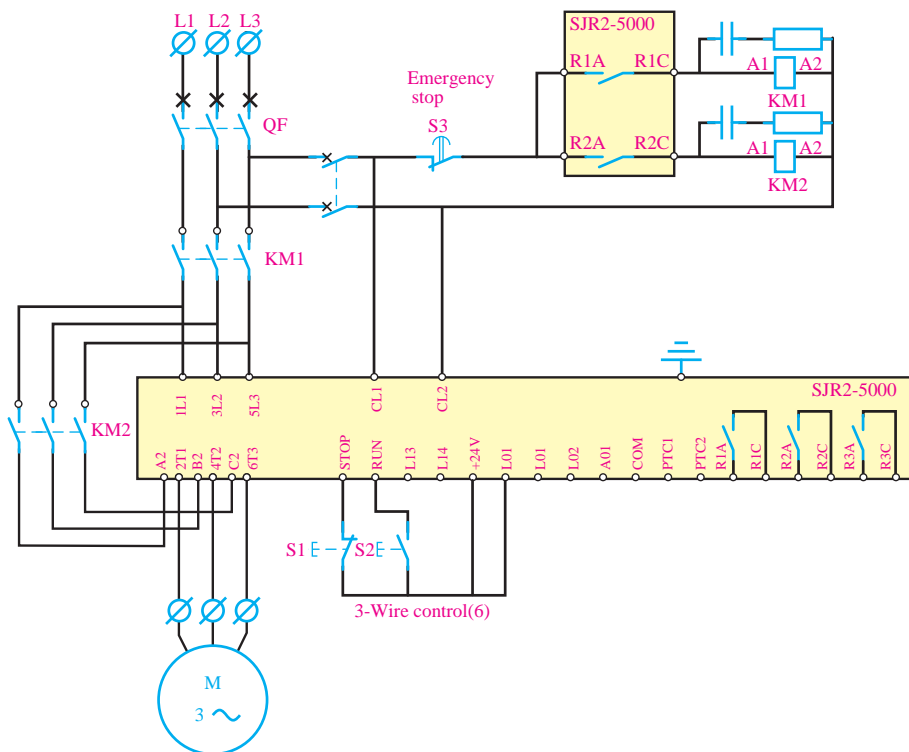 L1 L2 L3
SJR2-5000
R1A R1C
A1 A2
KM1
Emergency
stop
S3
QF
R2A R2C
A1 A2
KM2
KM1
SJR2-5000
1L1 3L2 5L3 CL1 CL2
KM2
A2 2T1 B2 4T2 C2 6T3 STOP RUN L13 L14 +24V L01 L01 L02 A01 COM PTC1 PTC2 R1A R1C R2A R2C R3A R3C
S1 S2
3-Wire control(6)
M
3